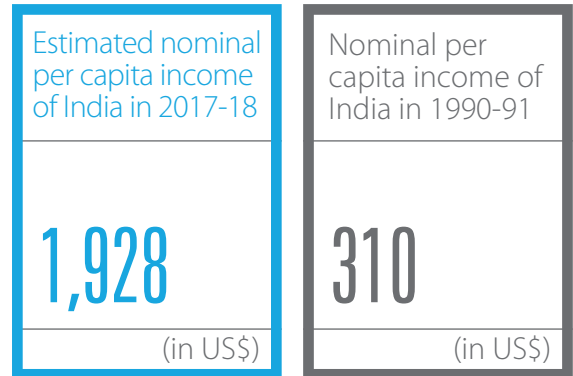 Estimated nominal
per capita income
of India in 2017-18
1,928
(in US$)
Nominal per
capita income of
India in 1990-91
310
(in US$)